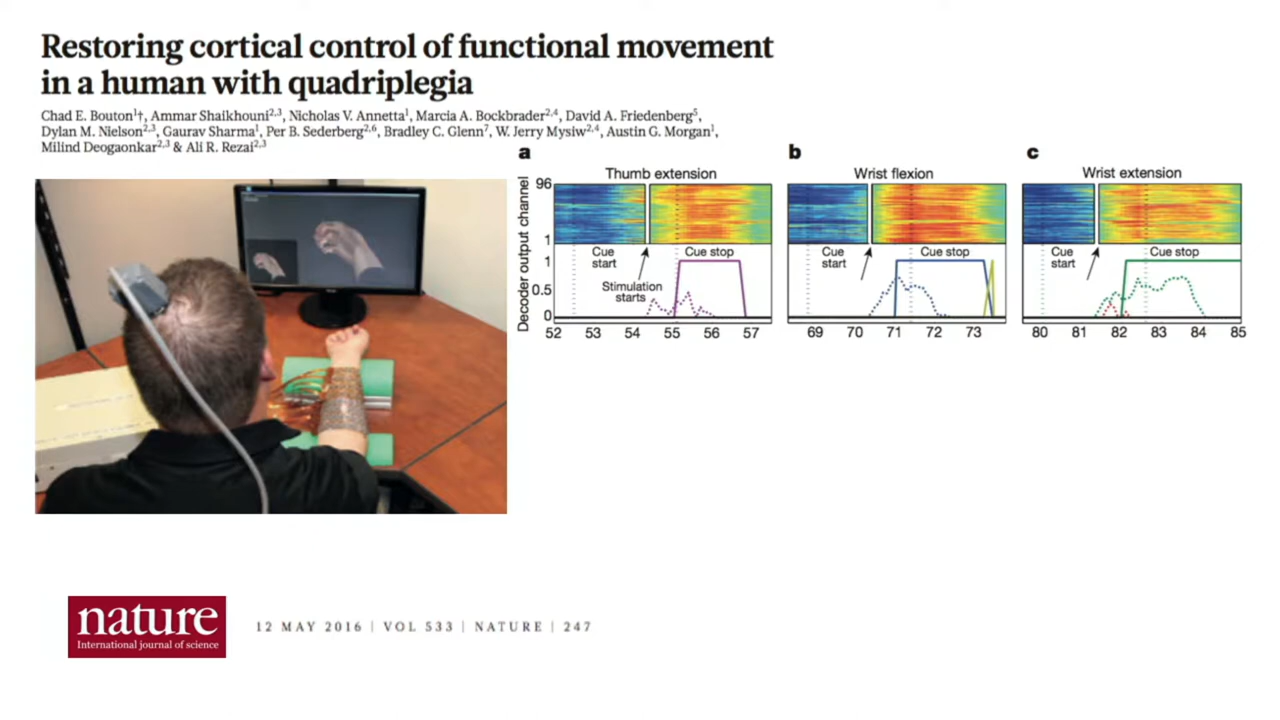 Restoring cortical control of functional movement
in a human with quadriplegia
Chad E. Bouton1†, Ammar Shaikhouni2,3, Nicholas V. Annetta1, Marcia A. Bockbrader2,4, David A. Friedenberg5,
Dylan M. Nielson2,3, Gaurav Sharma1, Per B. Sederberg2,6, Bradley C. Glenn7, W. Jerry Mysiw2,4, Austin G. Morgan1,
Milind Deogaonkar2,3 & Ali R. Rezai2,3
a
Thumb extension
Decoder output channel
96
1
Cue start
Cue stop
Stimulation starts
1
0.5
0
52 53 54 55 56 57
b
Wrist flexion
Cue start
Cue stop
69 70 71 72 73
c
Wrist extension
Cue start
Cue stop
80 81 82 83 84 85
nature
International journal of science
12 MAY 2016 | VOL 533 | NATURE | 247